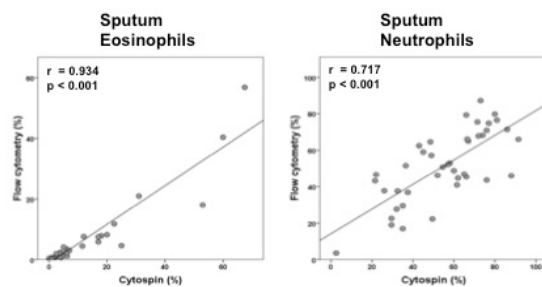 Sputum
Eosinophils
r = 0.934
p < 0.001
Flow cytometry (%)
60
40
20
0
0
20
40
60
Cytospin (%)
Sputum
Neutrophils
r = 0.717
p < 0.001
Flow cytometry (%)
100
80
60
40
20
0
0
20
40
60
80
100
Cytospin (%)